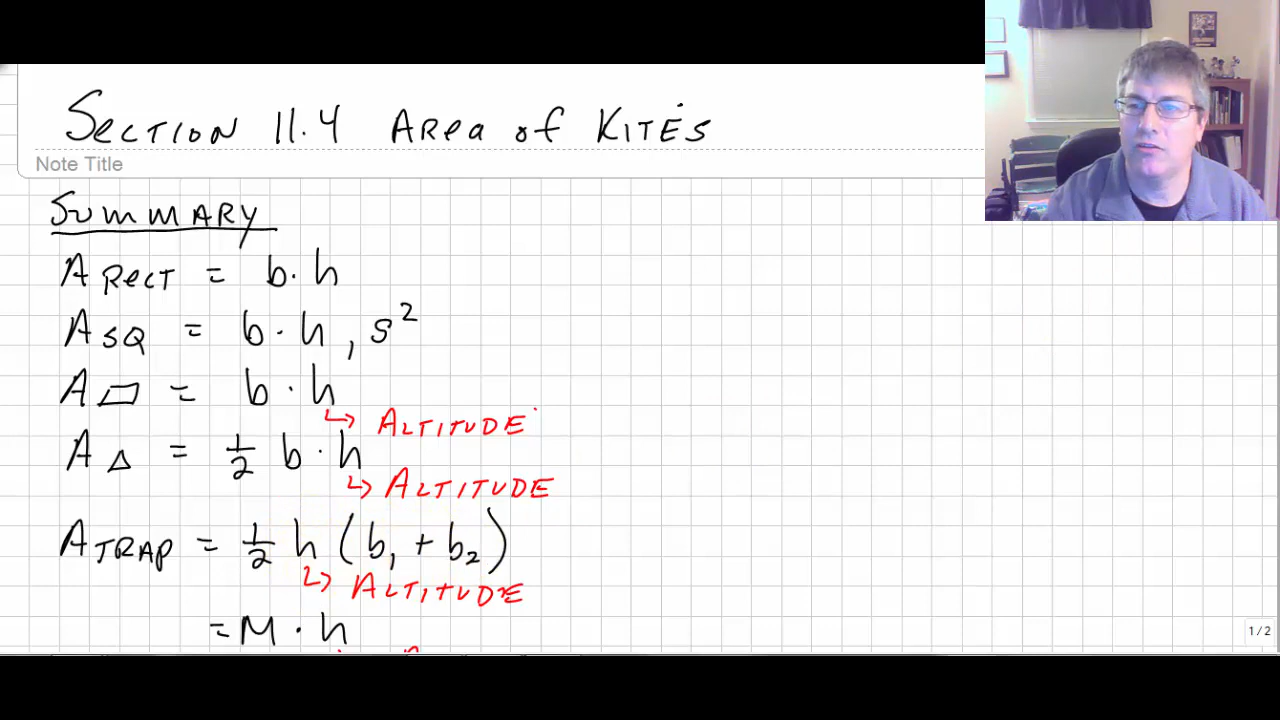 Section 11.4 Area of Kites
Note Title
Summary
A Rect = b · h
A SQ = b · h , s²
A ▱ = b · h
↳ Altitude
A △ = 1/2 b · h
↳ Altitude
A TRAP = 1/2 h (b₁ + b₂)
↳ Altitude
= M · h
1 / 2